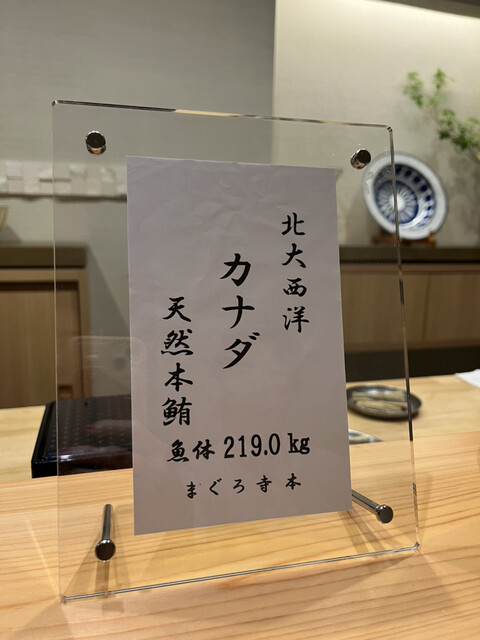 北大西洋
カナダ
天然本鮪
魚体 219.0 kg
まぐろ寺本